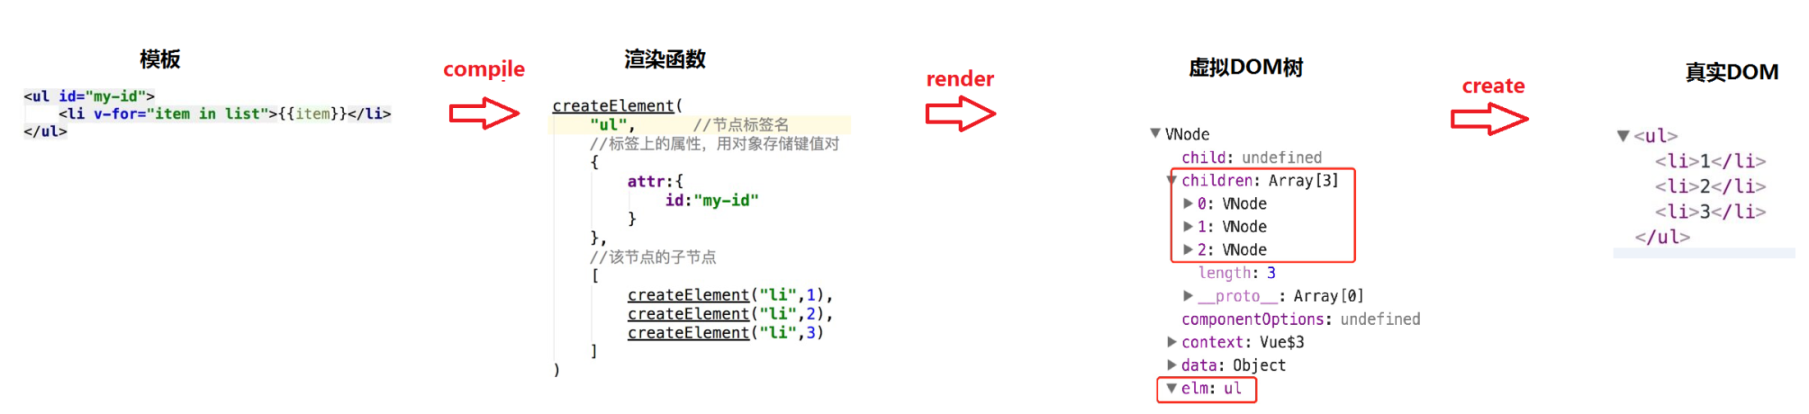 模板
<ul id="my-id">
<li v-for="item in list">{{item}}</li>
</ul>
compile
渲染函数
createElement(
"ul", //节点标签名
//标签上的属性，用对象存储键值对
{
attr:{
id:"my-id"
}
},
//该节点的子节点
[
createElement("li",1),
createElement("li",2),
createElement("li",3)
]
)
render
虚拟DOM树
VNode
child: undefined
children: Array[3]
0: VNode
1: VNode
2: VNode
length: 3
__proto__: Array[0]
componentOptions: undefined
context: Vue$3
data: Object
elm: ul
create
真实DOM
<ul>
<li>1</li>
<li>2</li>
<li>3</li>
</ul>